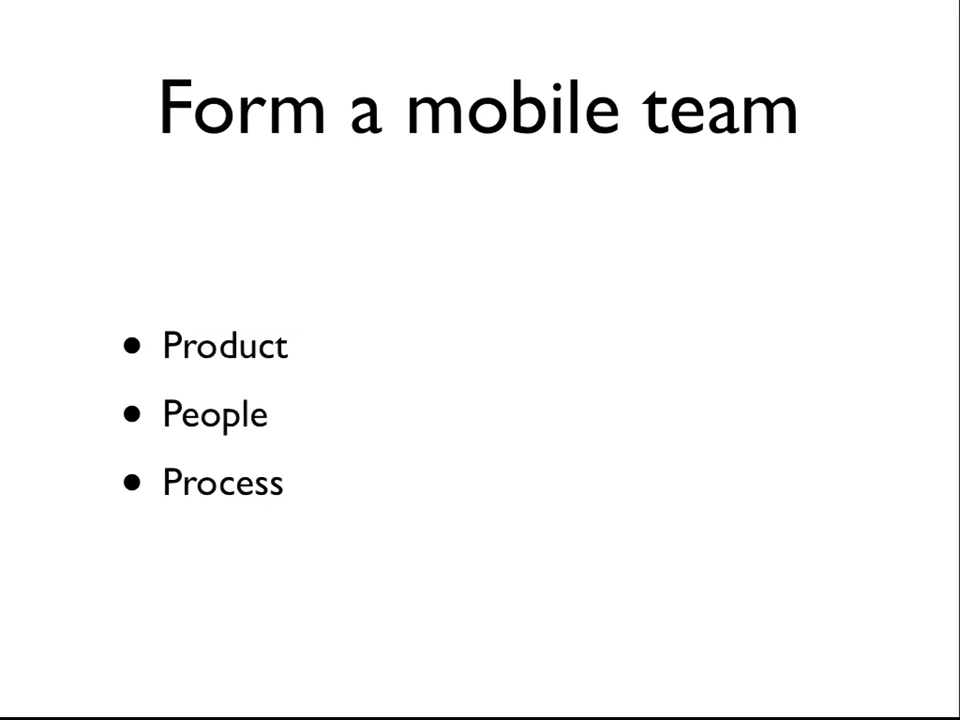 Form a mobile team
• Product
• People
• Process